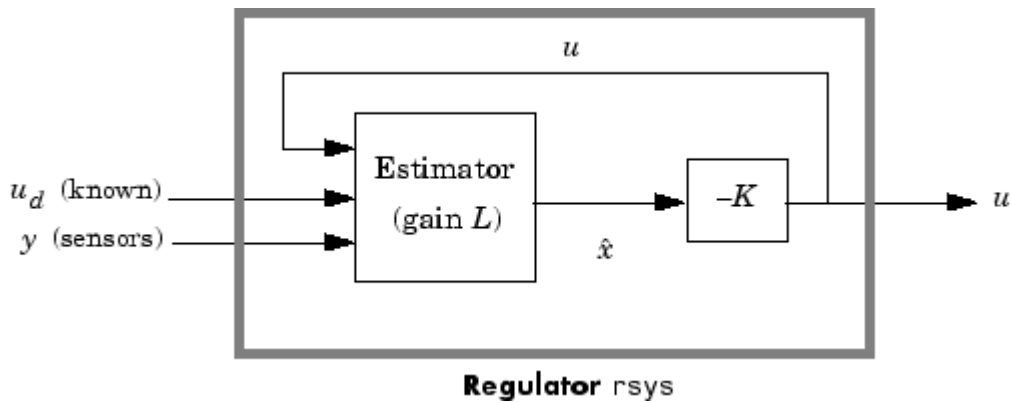 u
Estimator
(gain L)
u_d (known)
y (sensors)
–K
u
x̂
Regulator rsys